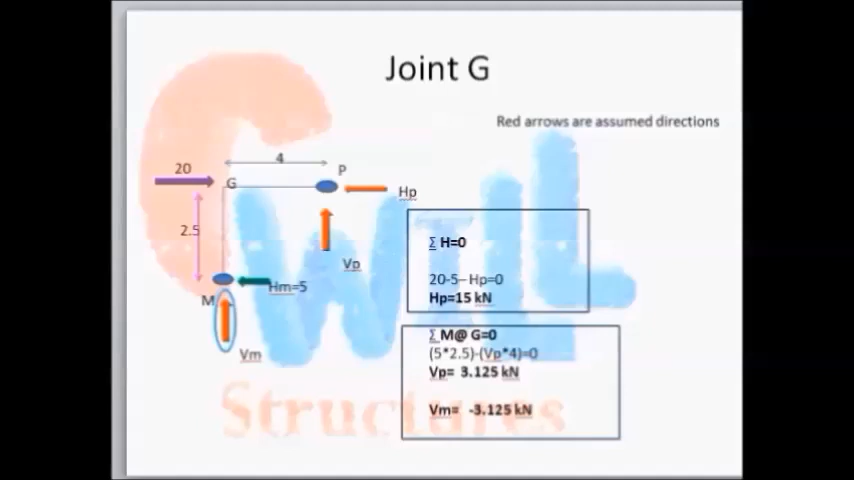 Joint G
Red arrows are assumed directions
4
20
P
G
Hp
2.5
Σ H=0
Vp
20-5–Hp=0
Hm=5
Hp=15 kN
M
Σ M@ G=0
(5*2.5)-(Vp*4)=0
Vm
Vp= 3.125 kN
Vm= -3.125 kN
CIVIL
Structures